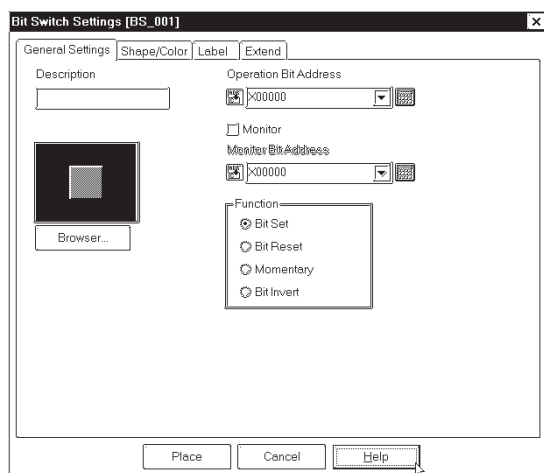 Bit Switch Settings [BS_001]
General Settings Shape/Color Label Extend
Description
Operation Bit Address
X00000
Monitor
Monitor Bit Address
X00000
Browser...
Function
Bit Set
Bit Reset
Momentary
Bit Invert
Place Cancel Help